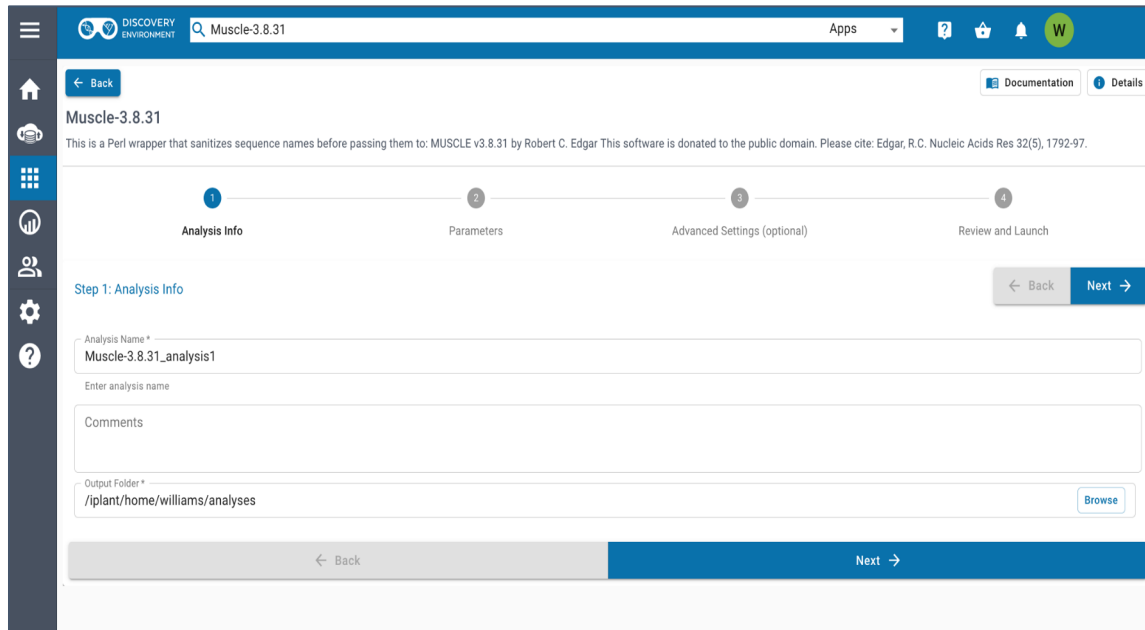 DISCOVERY
ENVIRONMENT
Muscle-3.8.31
Apps
W
Back
Documentation
Details
Muscle-3.8.31
This is a Perl wrapper that sanitizes sequence names before passing them to: MUSCLE v3.8.31 by Robert C. Edgar This software is donated to the public domain. Please cite: Edgar, R.C. Nucleic Acids Res 32(5), 1792-97.
1
2
3
4
Analysis Info
Parameters
Advanced Settings (optional)
Review and Launch
Step 1: Analysis Info
Back
Next
Analysis Name *
Muscle-3.8.31_analysis1
Enter analysis name
Comments
Output Folder *
/iplant/home/williams/analyses
Browse
Back
Next